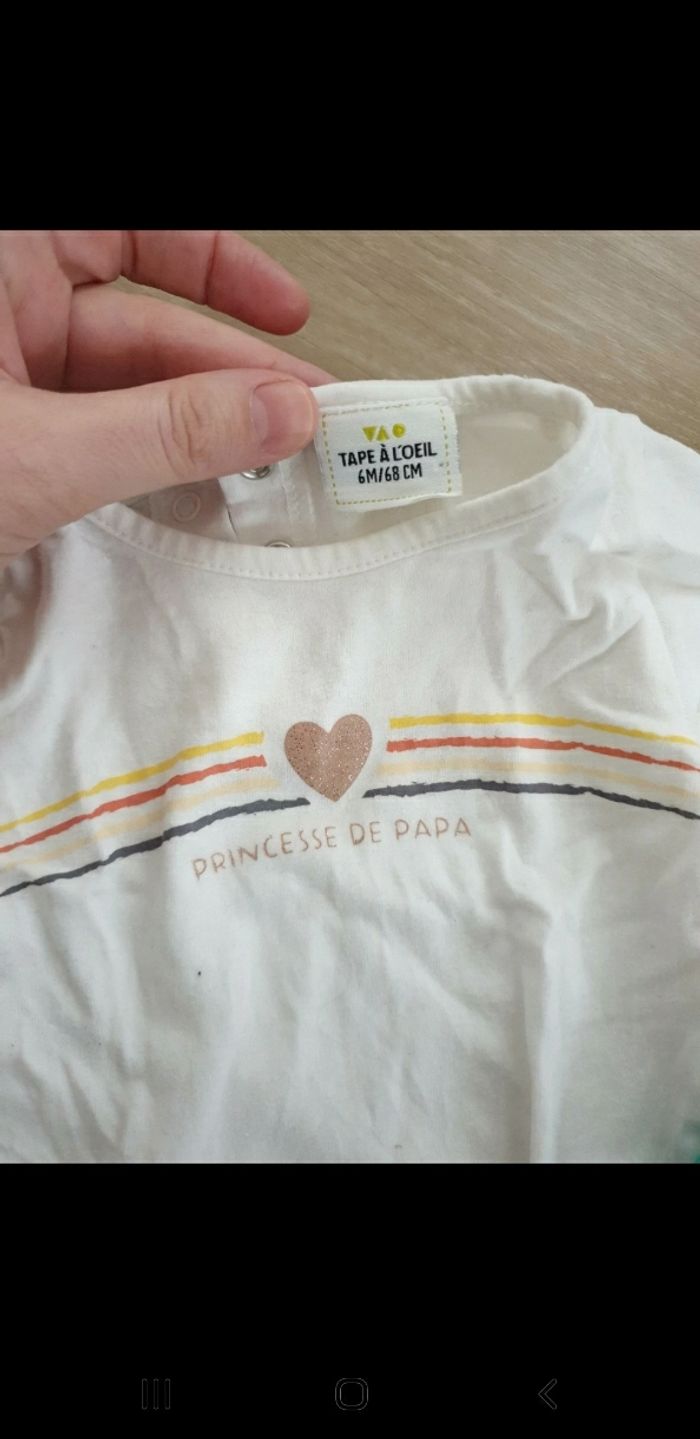 TAPE À L'OEIL
6M/68 CM
PRINCESSE DE PAPA